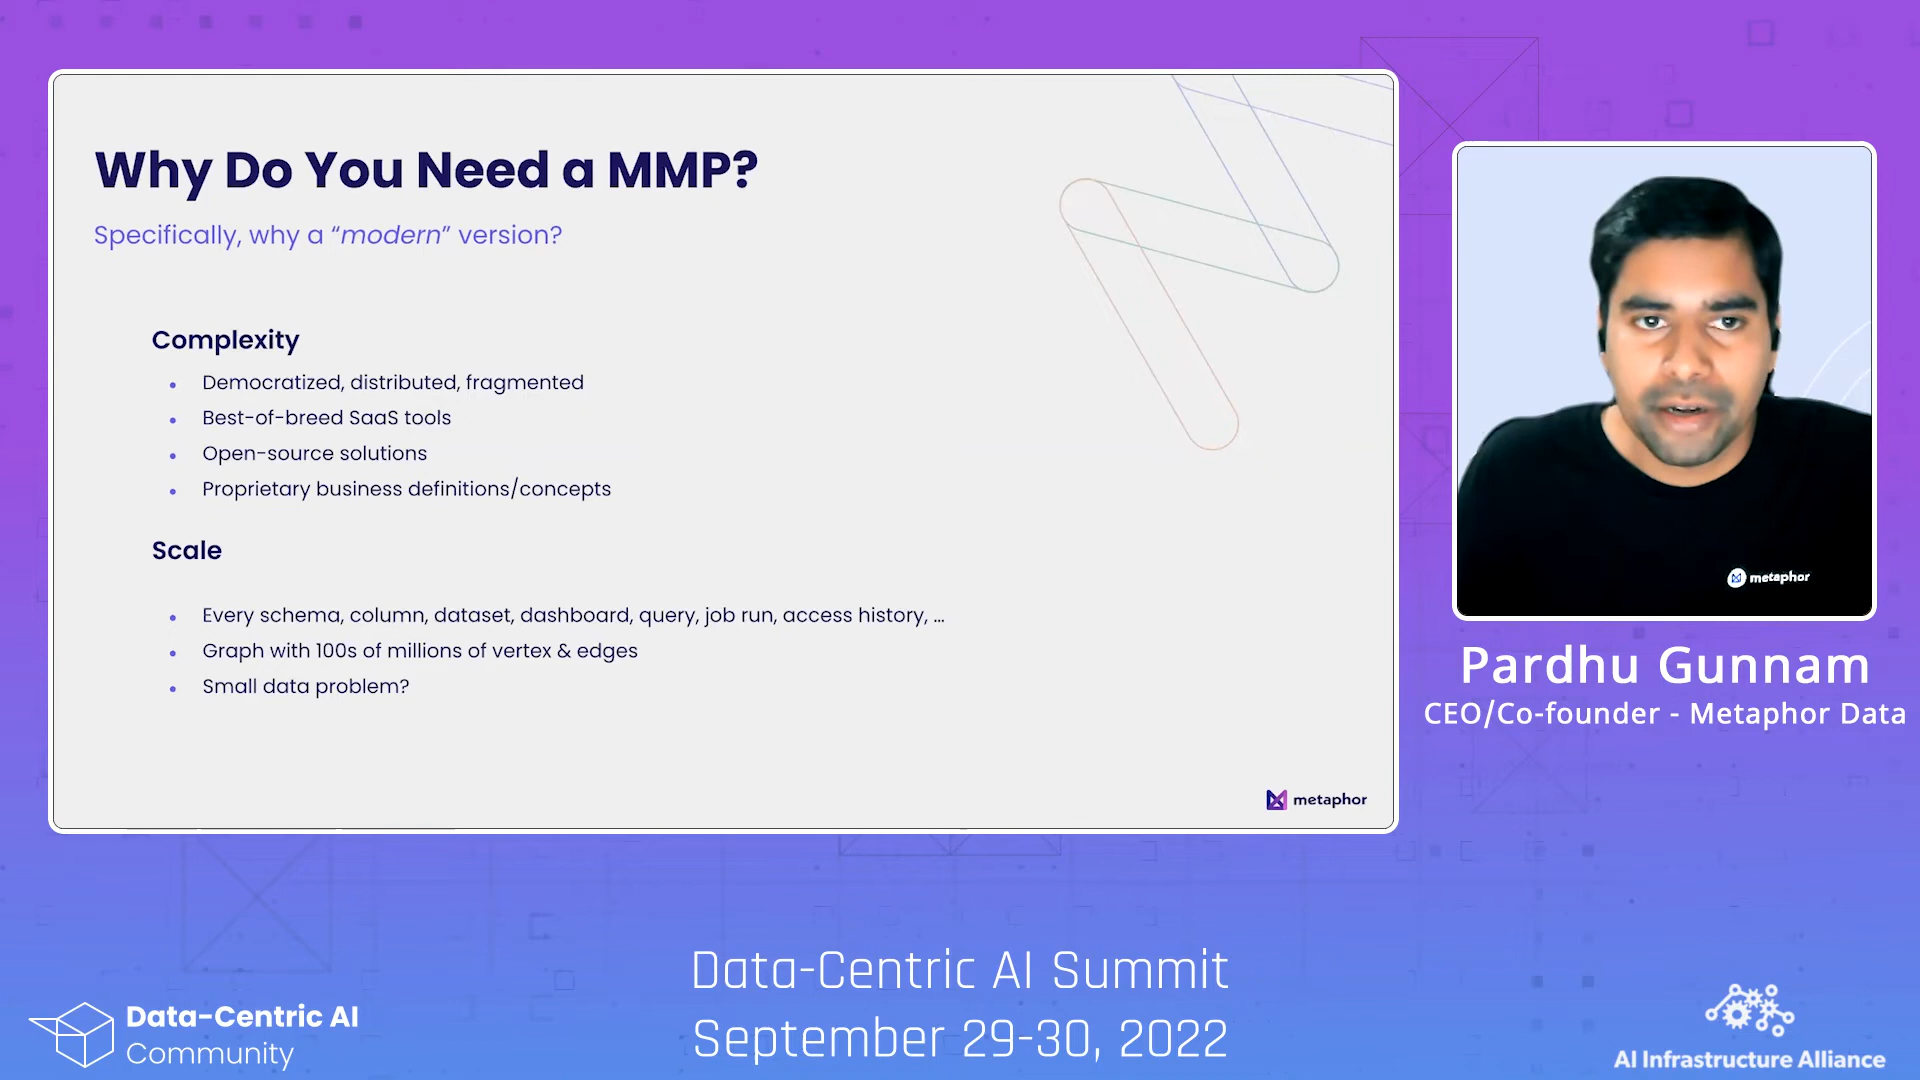 Why Do You Need a MMP?
Specifically, why a “modern” version?
Complexity
Democratized, distributed, fragmented
Best-of-breed SaaS tools
Open-source solutions
Proprietary business definitions/concepts
Scale
Every schema, column, dataset, dashboard, query, job run, access history, ...
Graph with 100s of millions of vertex & edges
Small data problem?
metaphor
metaphor
Pardhu Gunnam
CEO/Co-founder - Metaphor Data
Data-Centric AI Summit
September 29-30, 2022
Data-Centric AI
Community
AI Infrastructure Alliance